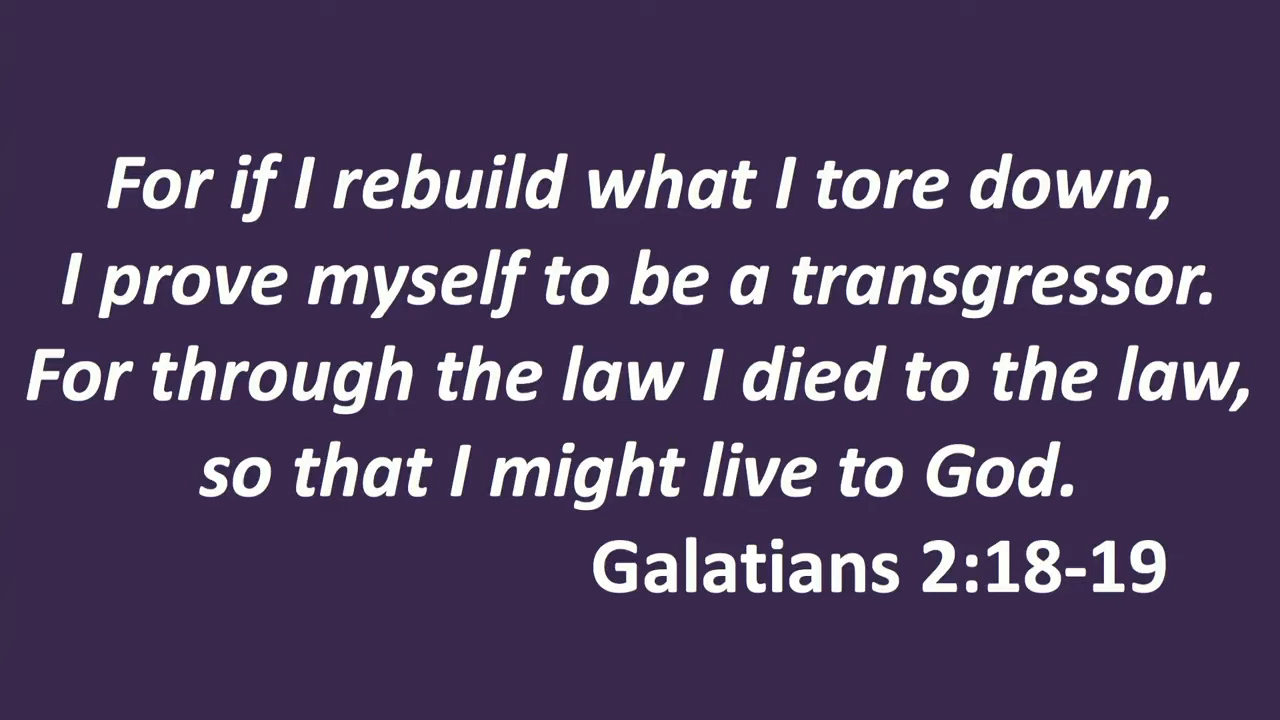 For if I rebuild what I tore down,
I prove myself to be a transgressor.
For through the law I died to the law,
so that I might live to God.
Galatians 2:18-19